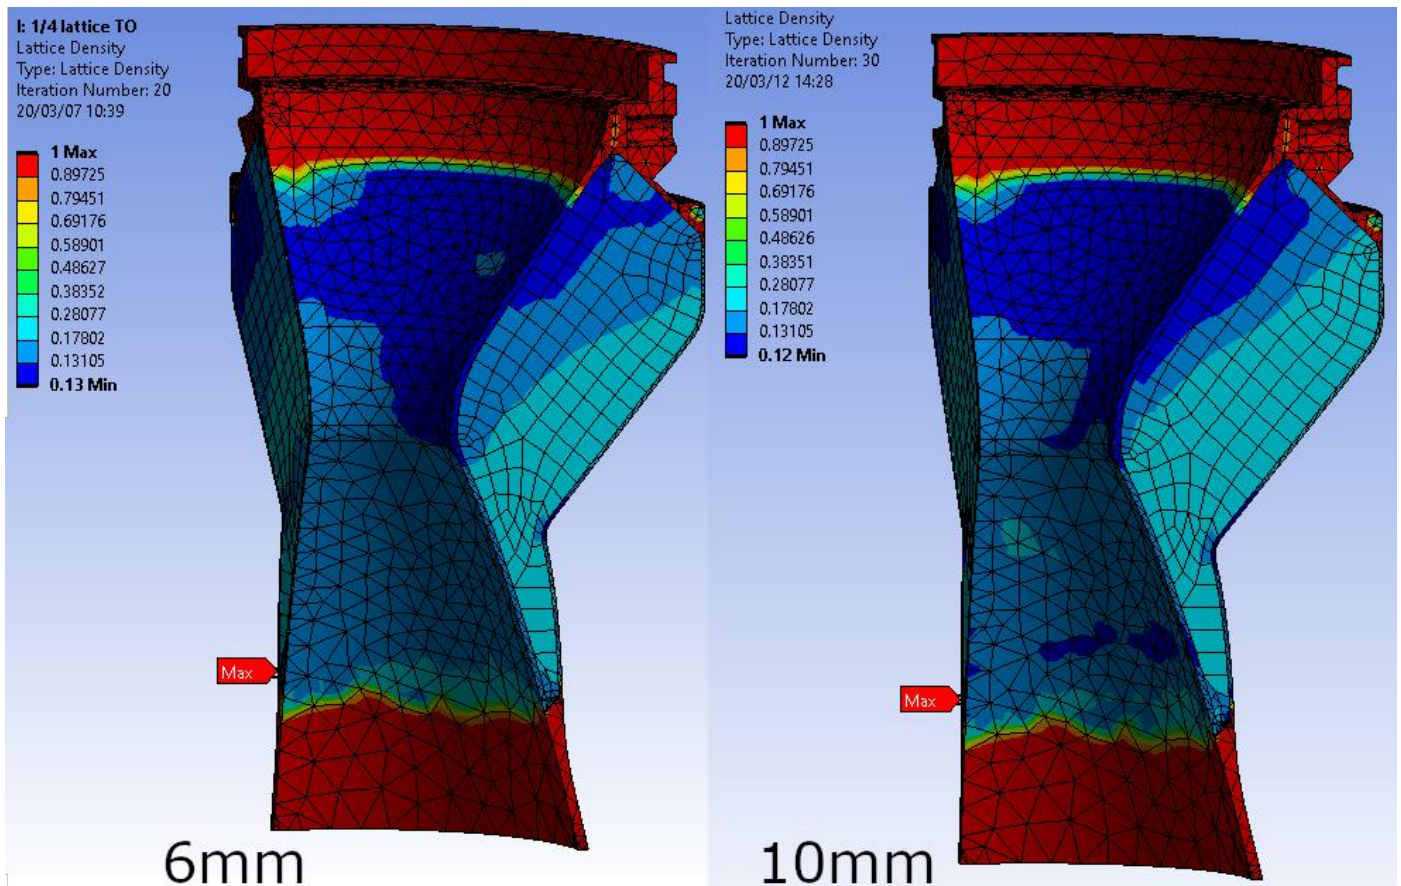 I: 1/4 lattice TO
Lattice Density
Type: Lattice Density
Iteration Number: 20
20/03/07 10:39
1 Max
0.89725
0.79451
0.69176
0.58901
0.48627
0.38352
0.28077
0.17802
0.13105
0.13 Min
Max
6mm
Lattice Density
Type: Lattice Density
Iteration Number: 30
20/03/12 14:28
1 Max
0.89725
0.79451
0.69176
0.58901
0.48626
0.38351
0.28077
0.17802
0.13105
0.12 Min
Max
10mm